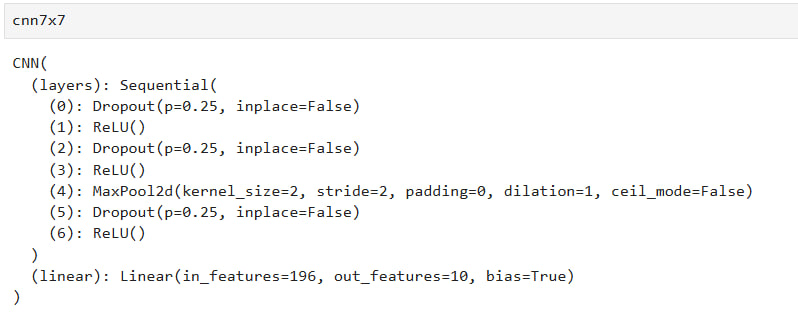 cnn7x7
CNN(
  (layers): Sequential(
    (0): Dropout(p=0.25, inplace=False)
    (1): ReLU()
    (2): Dropout(p=0.25, inplace=False)
    (3): ReLU()
    (4): MaxPool2d(kernel_size=2, stride=2, padding=0, dilation=1, ceil_mode=False)
    (5): Dropout(p=0.25, inplace=False)
    (6): ReLU()
  )
  (linear): Linear(in_features=196, out_features=10, bias=True)
)